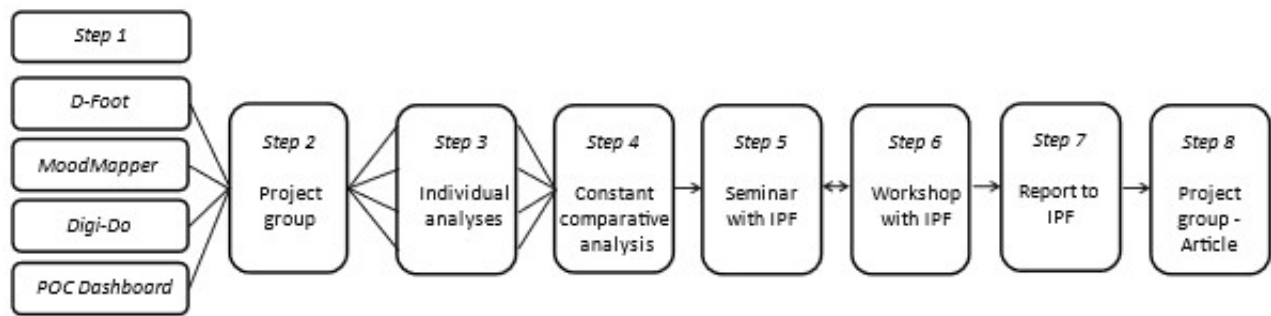 Step 1
D-Foot
MoodMapper
Digi-Do
POC Dashboard
Step 2
Project
group
Step 3
Individual
analyses
Step 4
Constant
comparative
analysis
Step 5
Seminar
with IPF
Step 6
Workshop
with IPF
Step 7
Report to
IPF
Step 8
Project
group -
Article